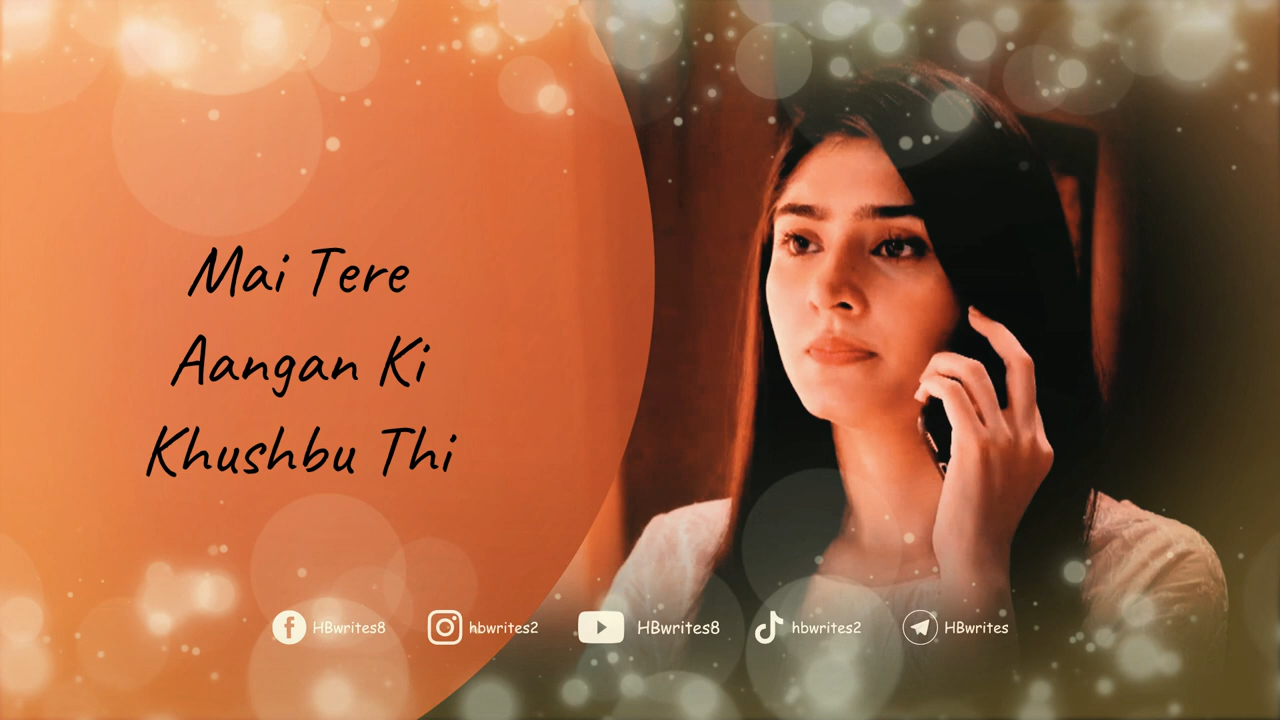 Mai Tere
Aangan Ki
Khushbu Thi
HBwrites8 hbwrites2 HBwrites8 hbwrites2 HBwrites